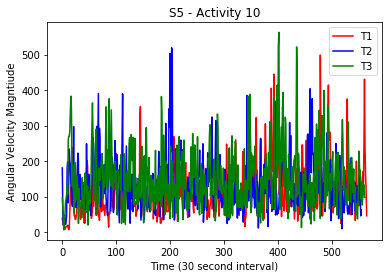 S5 - Activity 10
Angular Velocity Magntiude
500
400
300
200
100
0
T1
T2
T3
0 100 200 300 400 500
Time (30 second interval)